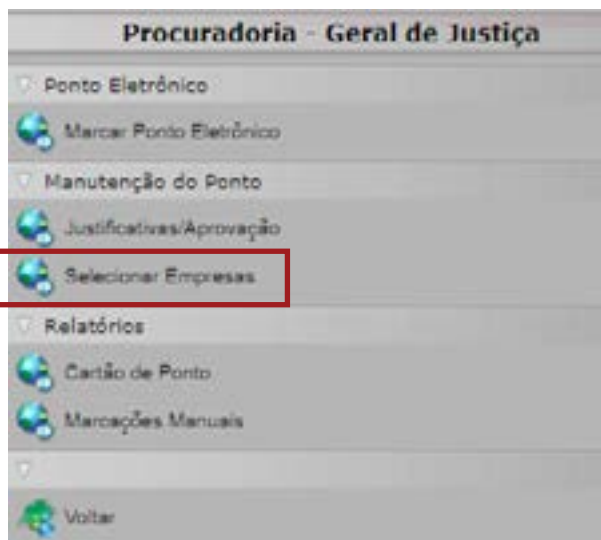 Procuradoria - Geral de Justiça
Ponto Eletrônico
Marcar Ponto Eletrônico
Manutenção do Ponto
Justificativas/Aprovação
Selecionar Empresas
Relatórios
Cartão de Ponto
Marcações Manuais
Voltar